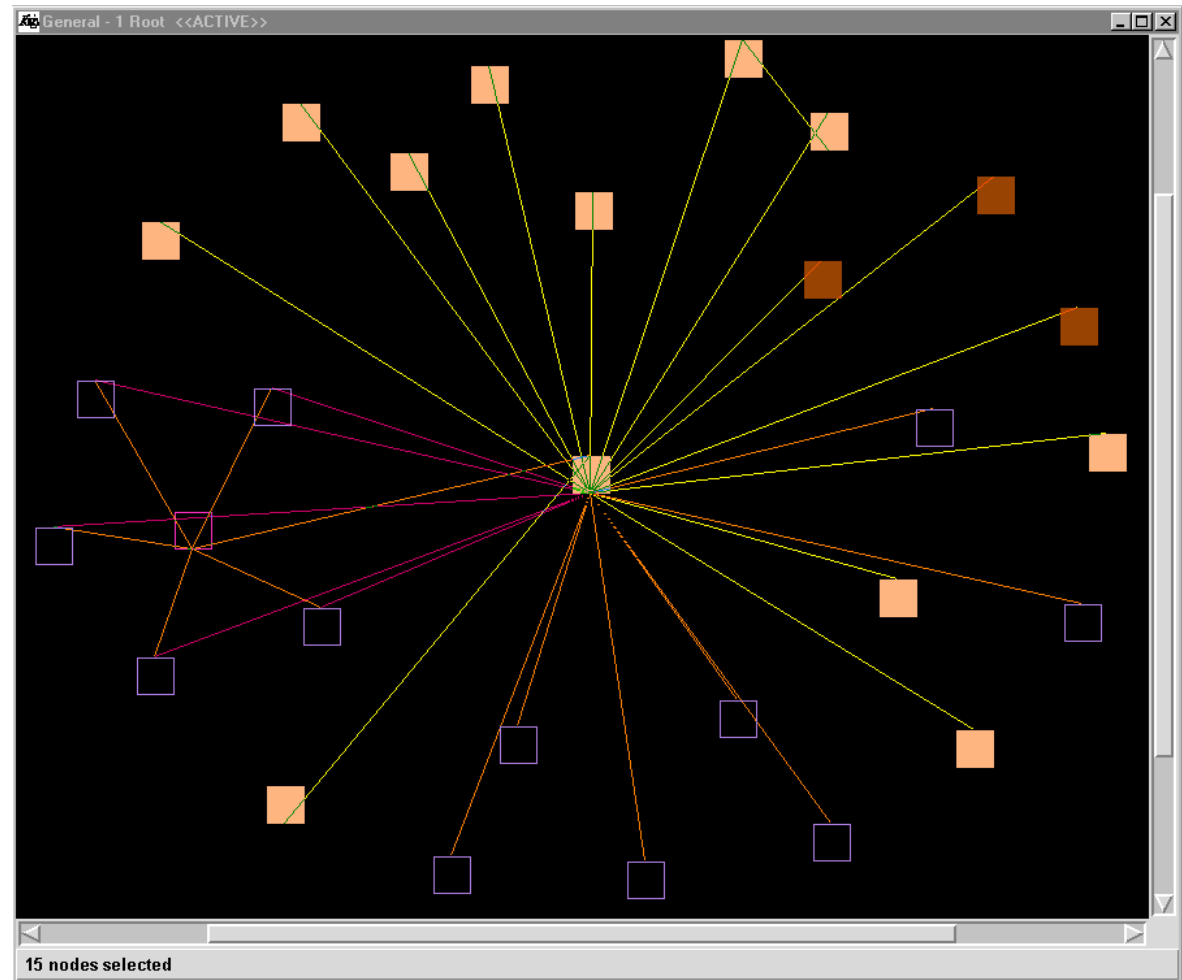 General - 1 Root <<ACTIVE>>
15 nodes selected